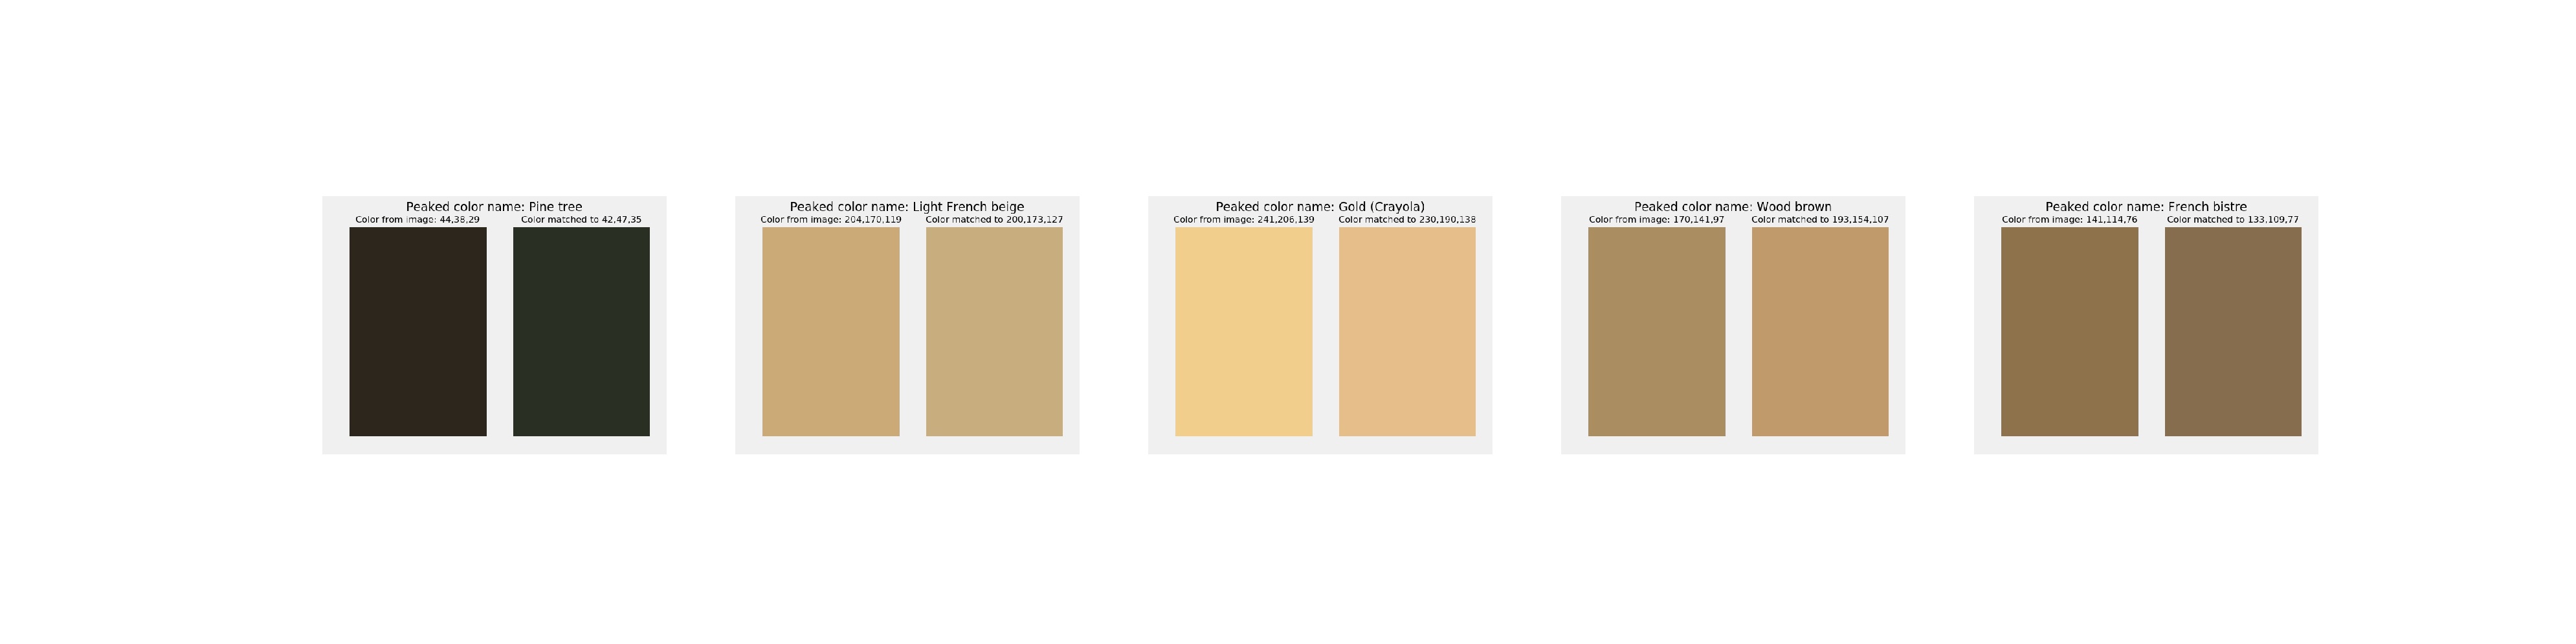 Peaked color name: Pine tree
Color from image: 44,38,29
Color matched to 42,47,35
Peaked color name: Light French beige
Color from image: 204,170,119
Color matched to 200,173,127
Peaked color name: Gold (Crayola)
Color from image: 241,206,139
Color matched to 230,190,138
Peaked color name: Wood brown
Color from image: 170,141,97
Color matched to 193,154,107
Peaked color name: French bistre
Color from image: 141,114,76
Color matched to 133,109,77